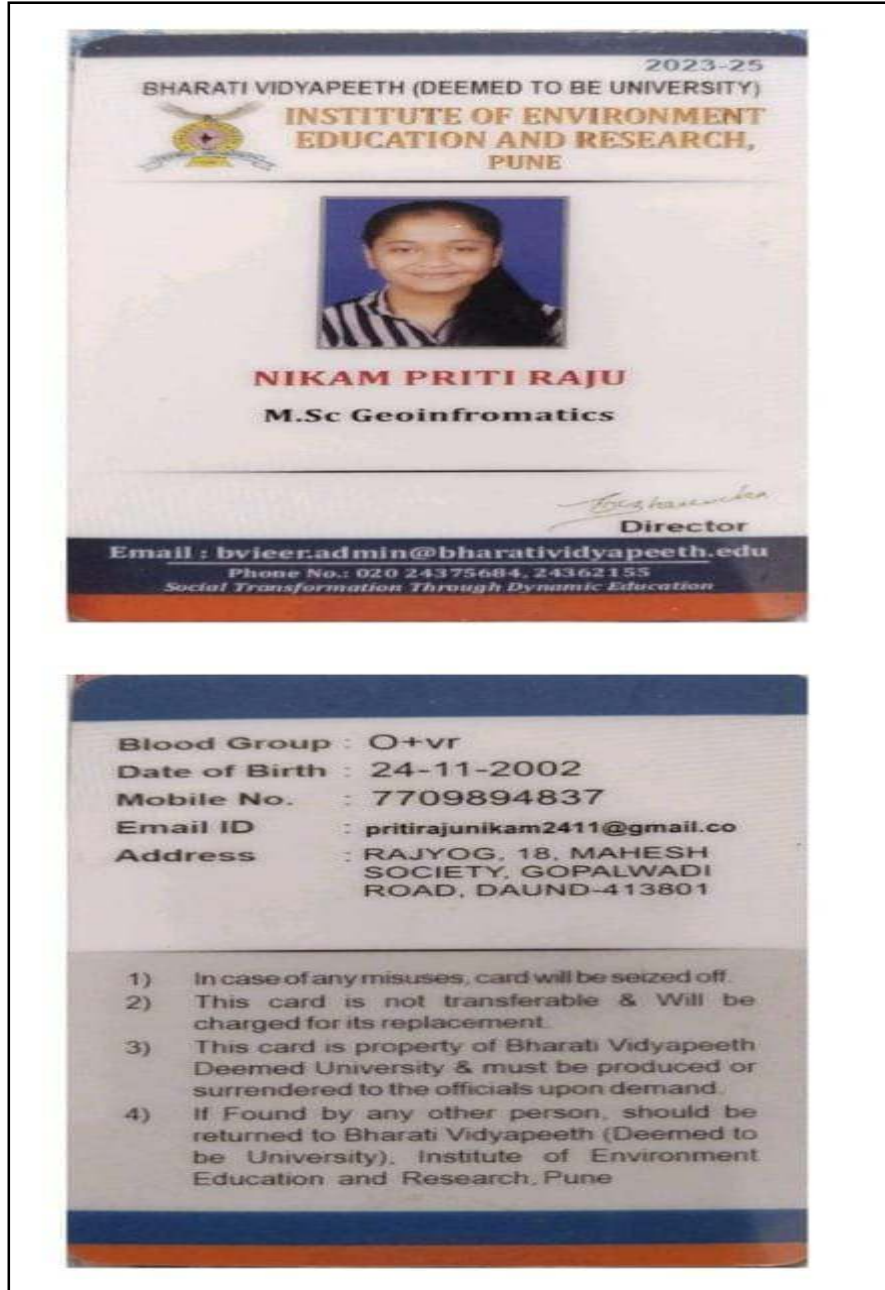 2023-25
BHARATI VIDYAPEETH (DEEMED TO BE UNIVERSITY)
INSTITUTE OF ENVIRONMENT
EDUCATION AND RESEARCH,
PUNE
NIKAM PRITI RAJU
M.Sc Geoinfromatics
Director
Email : bvieer.admin@bharatividyapeeth.edu
Phone No.: 020 24375684, 24362155
Social Transformation Through Dynamic Education
Blood Group : O+vr
Date of Birth : 24-11-2002
Mobile No. : 7709894837
Email ID : pritirajunikam2411@gmail.co
Address : RAJYOG, 18, MAHESH
SOCIETY, GOPALWADI
ROAD, DAUND-413801
1) In case of any misuses, card will be seized off.
2) This card is not transferable & Will be
charged for its replacement.
3) This card is property of Bharati Vidyapeeth
Deemed University & must be produced or
surrendered to the officials upon demand.
4) If Found by any other person, should be
returned to Bharati Vidyapeeth (Deemed to
be University), Institute of Environment
Education and Research, Pune